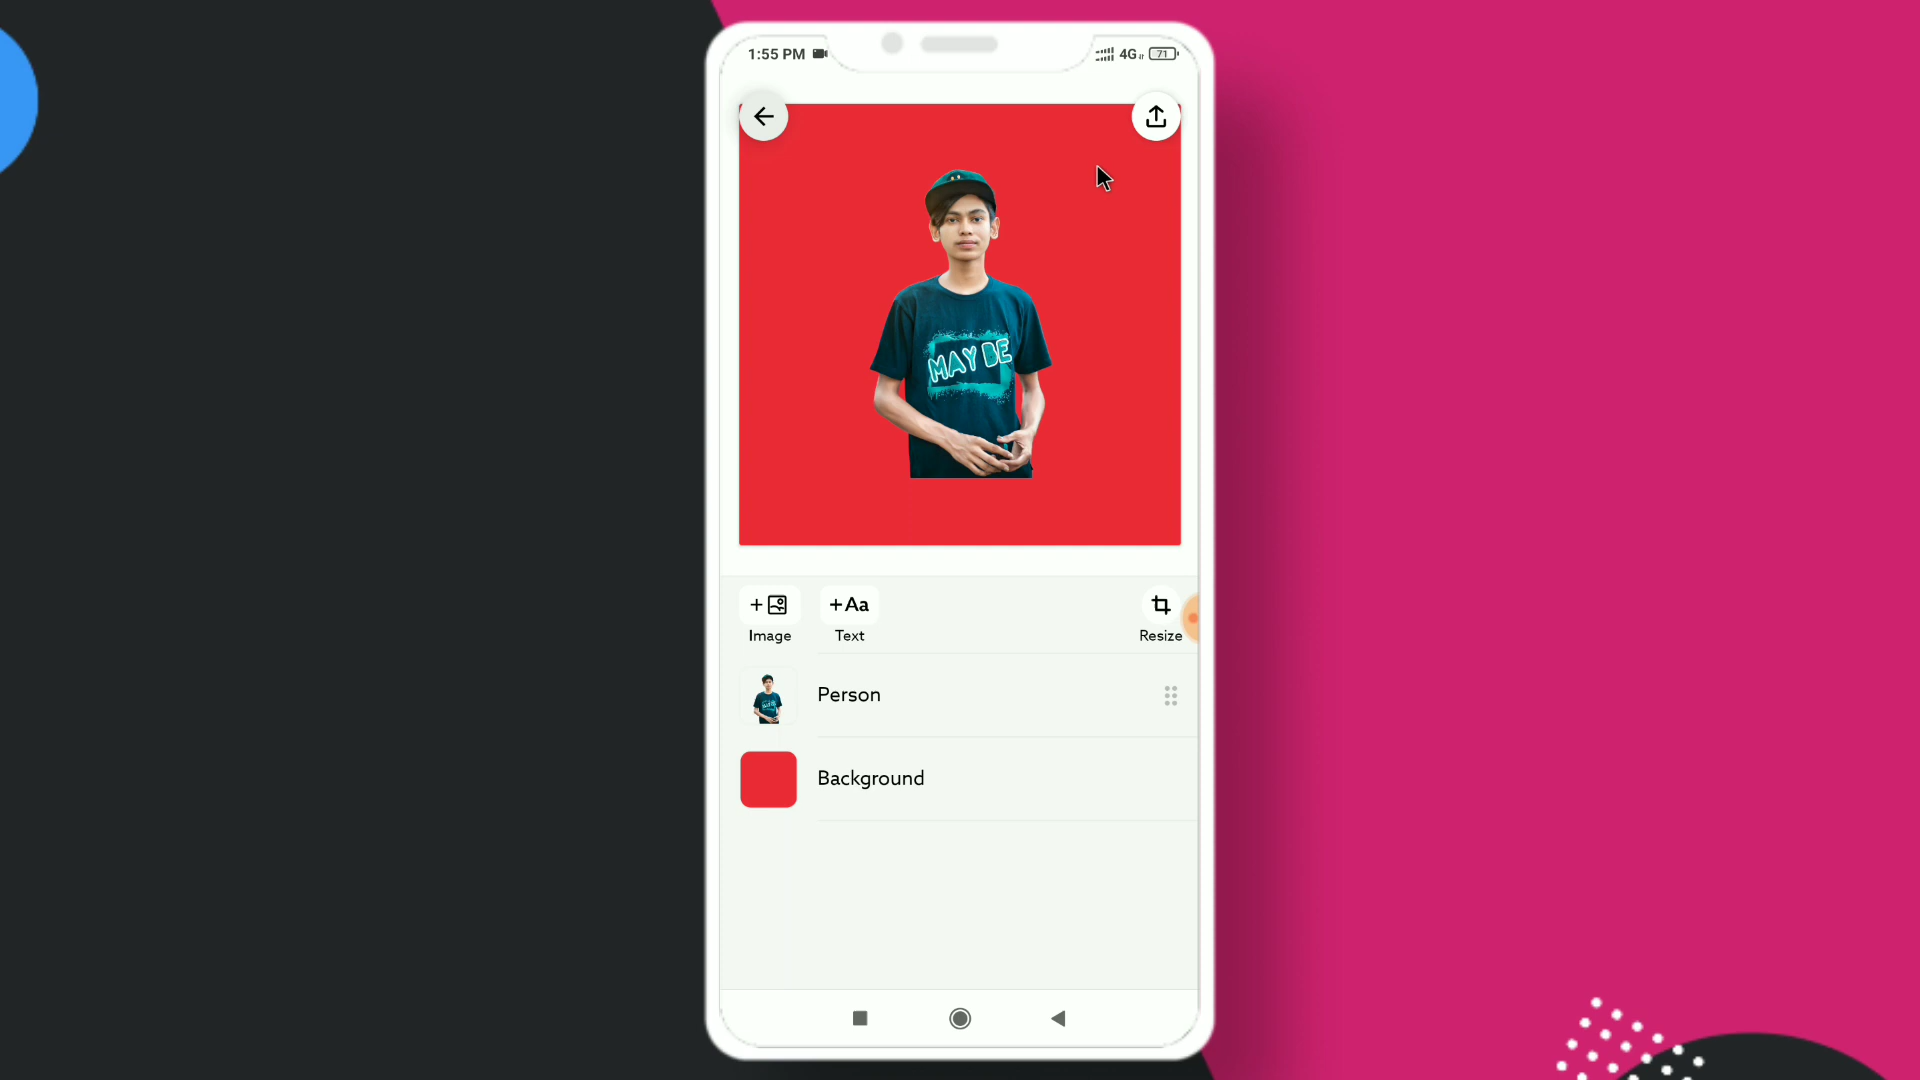 1:55 PM
4G
71
MAY BE
+Aa
Image
Text
Resize
Person
Background